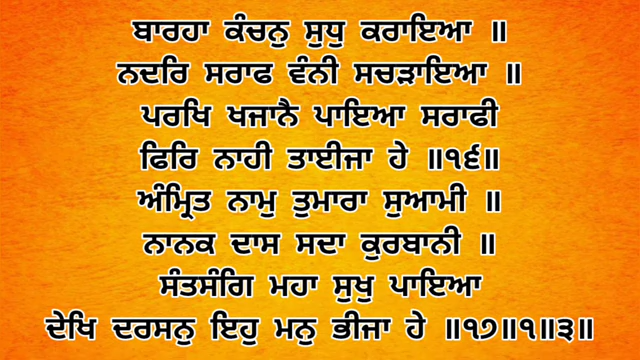 ਬਾਰਹਾ ਕੰਚਨੁ ਸੁਧੁ ਕਰਾਇਆ ॥
ਨਦਰਿ ਸਰਾਫ ਵੰਨੀ ਸਚੜਾਇਆ ॥
ਪਰਖਿ ਖਜਾਨੈ ਪਾਇਆ ਸਰਾਫੀ
ਫਿਰਿ ਨਾਹੀ ਤਾਈਜਾ ਹੇ ॥੧੬॥
ਅੰਮ੍ਰਿਤ ਨਾਮੁ ਤੁਮਾਰਾ ਸੁਆਮੀ ॥
ਨਾਨਕ ਦਾਸ ਸਦਾ ਕੁਰਬਾਨੀ ॥
ਸੰਤਸੰਗਿ ਮਹਾ ਸੁਖੁ ਪਾਇਆ
ਦੇਖਿ ਦਰਸਨੁ ਇਹੁ ਮਨੁ ਭੀਜਾ ਹੇ ॥੧੭॥੧॥੩॥